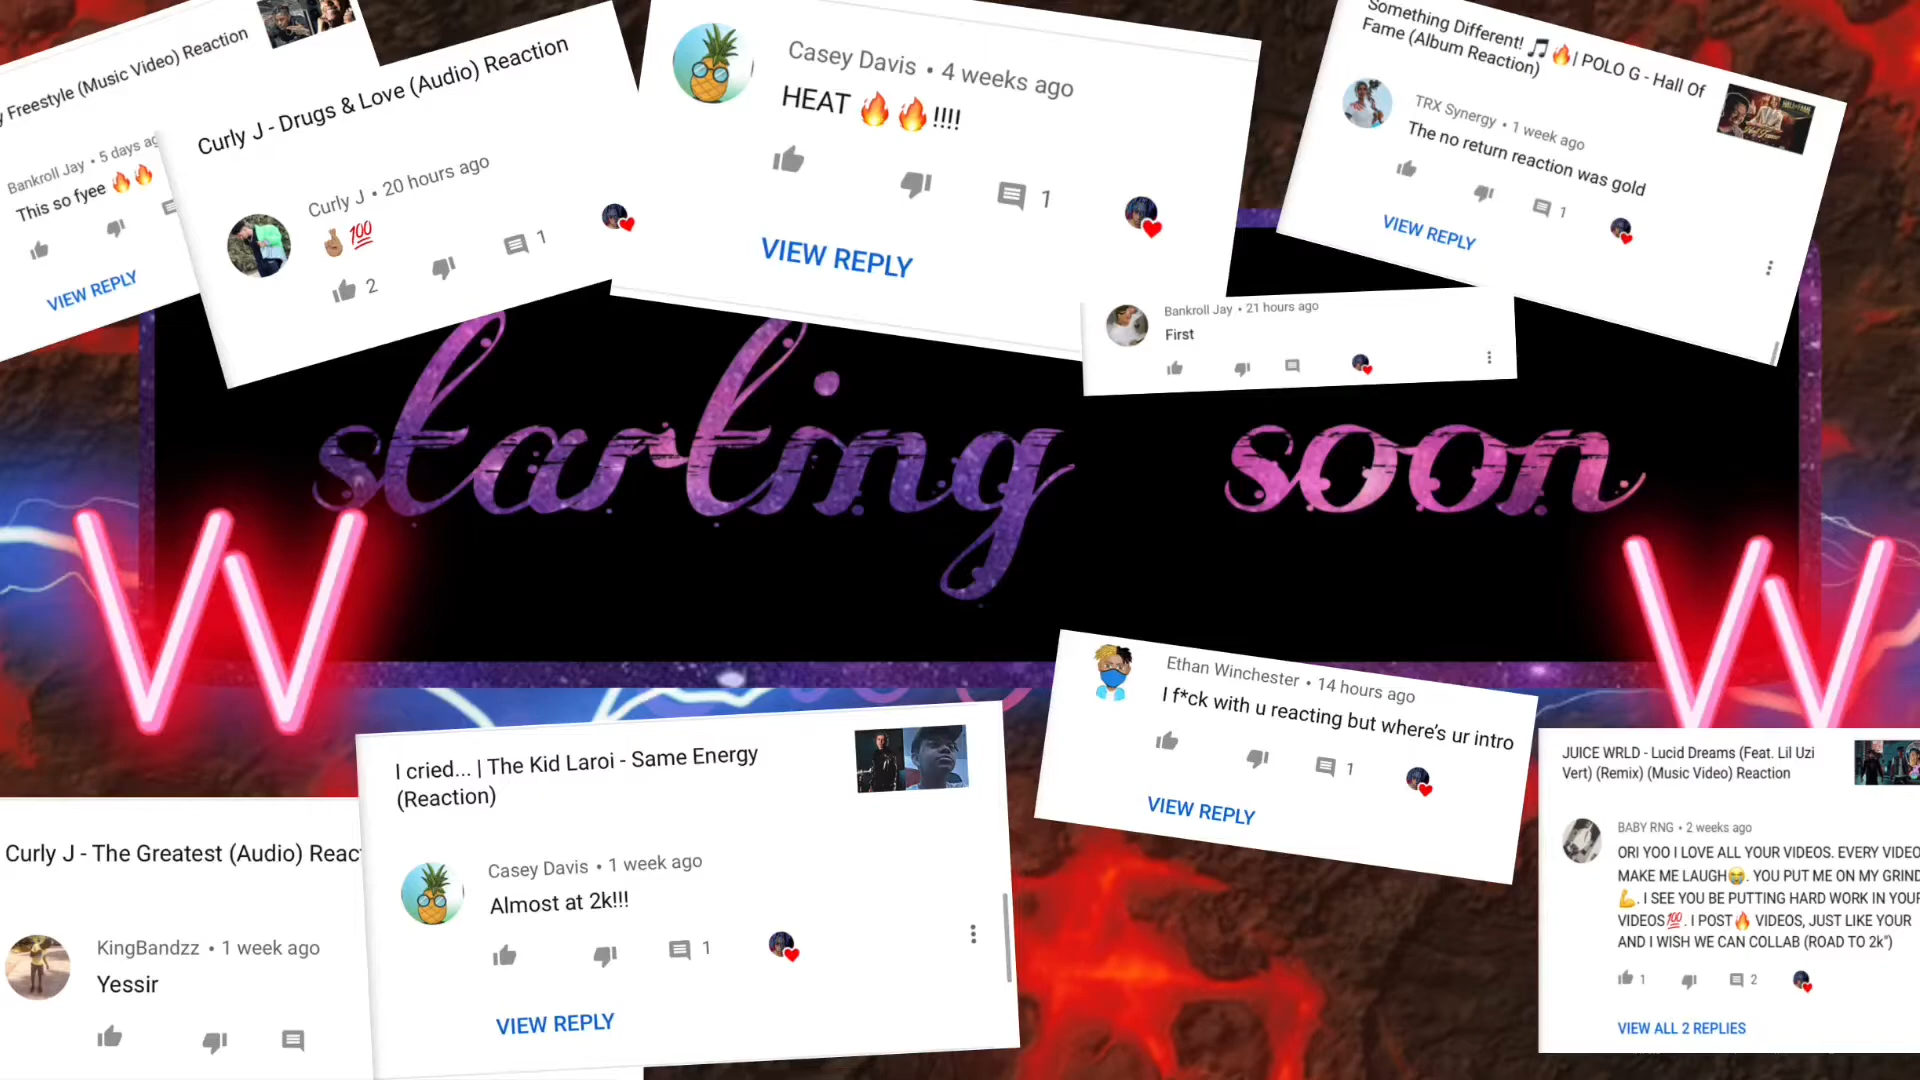 y Freestyle (Music Video) Reaction
Bankroll Jay • 5 days ag
This so fyee 🔥🔥
VIEW REPLY
Curly J - Drugs & Love (Audio) Reaction
Curly J • 20 hours ago
🤞🏽💯
2
1
VIEW REPLY
Casey Davis • 4 weeks ago
HEAT 🔥🔥!!!!
1
VIEW REPLY
Something Different! 🎵🔥| POLO G - Hall Of
Fame (Album Reaction)
TRX Synergy • 1 week ago
The no return reaction was gold
1
VIEW REPLY
Bankroll Jay • 21 hours ago
First
starting soon
W
W
Ethan Winchester • 14 hours ago
I f*ck with u reacting but where's ur intro
1
VIEW REPLY
I cried... | The Kid Laroi - Same Energy
(Reaction)
Casey Davis • 1 week ago
Almost at 2k!!!
1
VIEW REPLY
Curly J - The Greatest (Audio) Reac
KingBandzz • 1 week ago
Yessir
JUICE WRLD - Lucid Dreams (Feat. Lil Uzi
Vert) (Remix) (Music Video) Reaction
BABY RNG • 2 weeks ago
ORI YOO I LOVE ALL YOUR VIDEOS. EVERY VIDEO
MAKE ME LAUGH😭. YOU PUT ME ON MY GRIND
💪. I SEE YOU BE PUTTING HARD WORK IN YOUR
VIDEOS💯. I POST🔥 VIDEOS, JUST LIKE YOUR
AND I WISH WE CAN COLLAB (ROAD TO 2k")
1
2
VIEW ALL 2 REPLIES